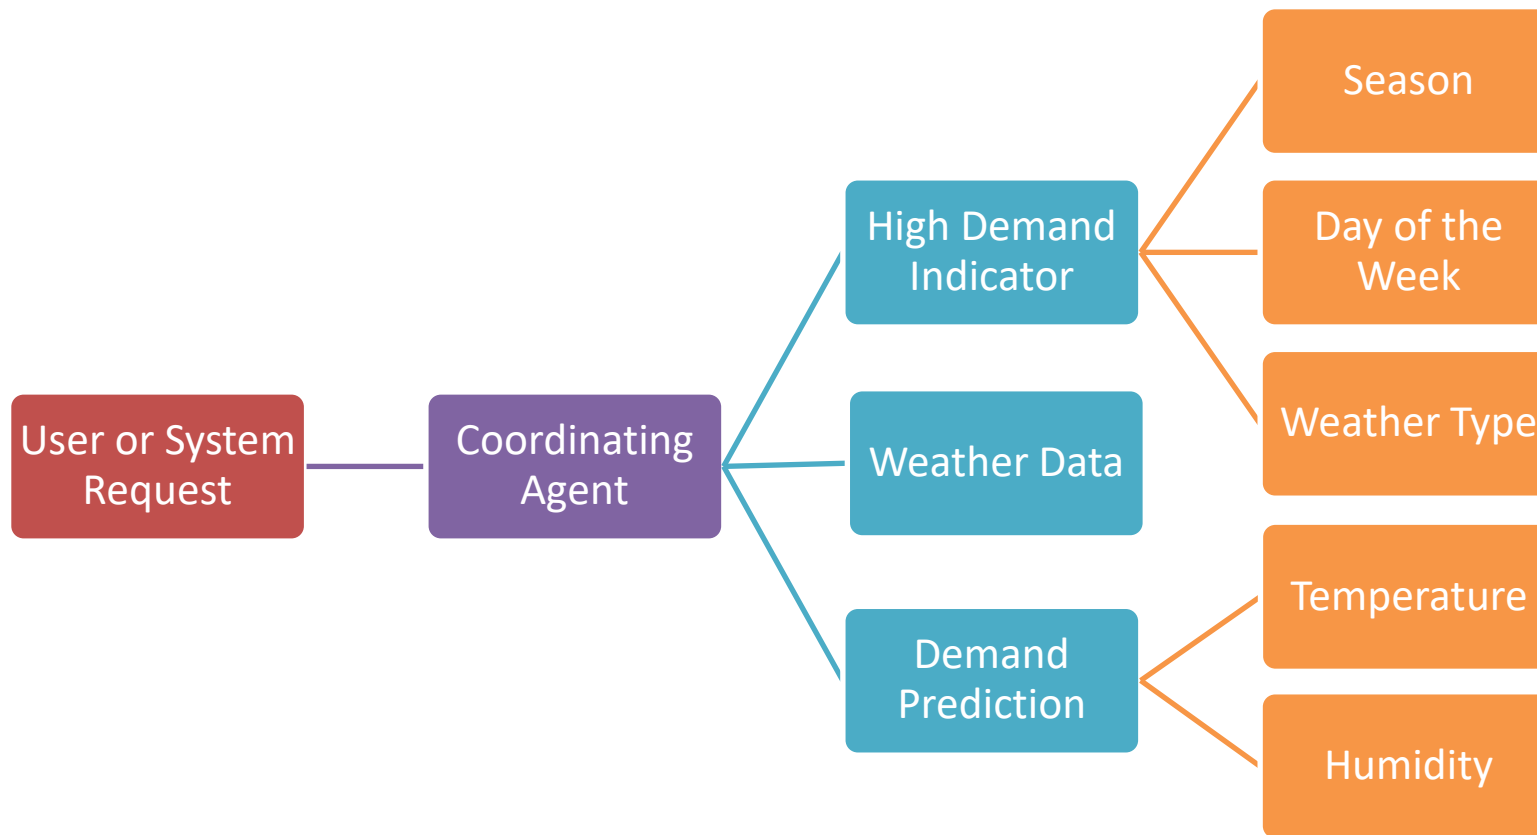 User or System
Request
Coordinating
Agent
High Demand
Indicator
Weather Data
Demand
Prediction
Season
Day of the
Week
Weather Type
Temperature
Humidity